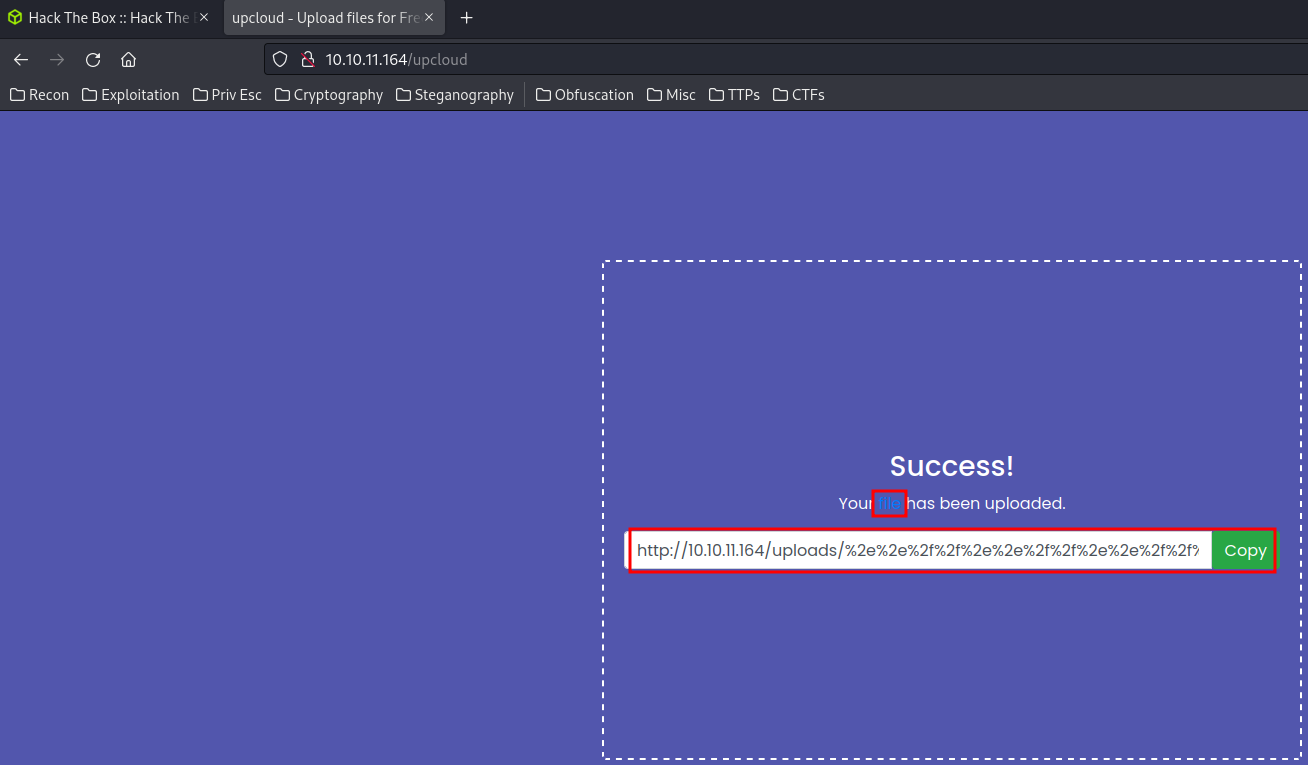 Hack The Box :: Hack The
upcloud - Upload files for Fre
10.10.11.164/upcloud
Recon Exploitation Priv Esc Cryptography Steganography Obfuscation Misc TTPs CTFs
Success!
Your file has been uploaded.
http://10.10.11.164/uploads/%2e%2e%2f%2f%2e%2e%2f%2f%2e%2e%2f%2f% Copy